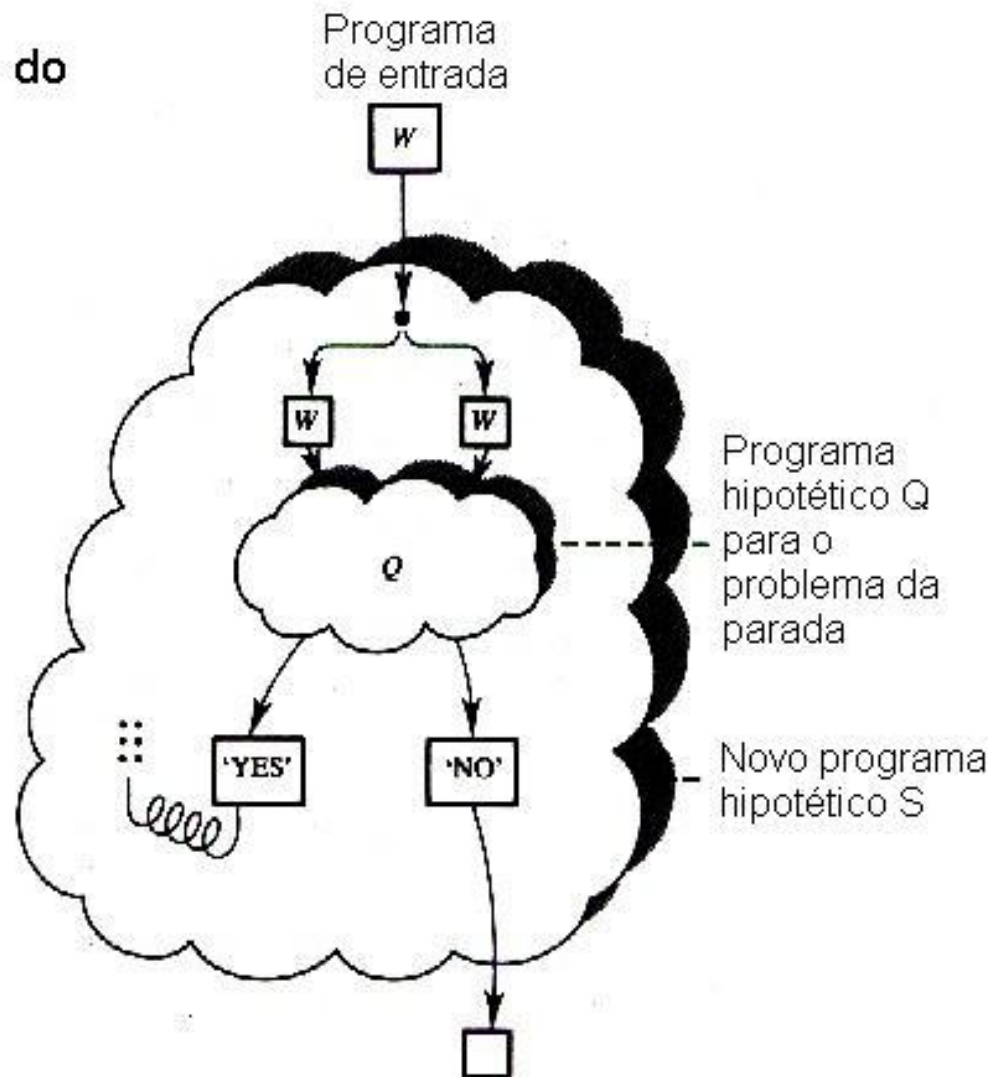 do
Programa
de entrada
W
W
W
Programa
hipotético Q
para o
problema da
parada
Q
'YES'
'NO'
Novo programa
hipotético S